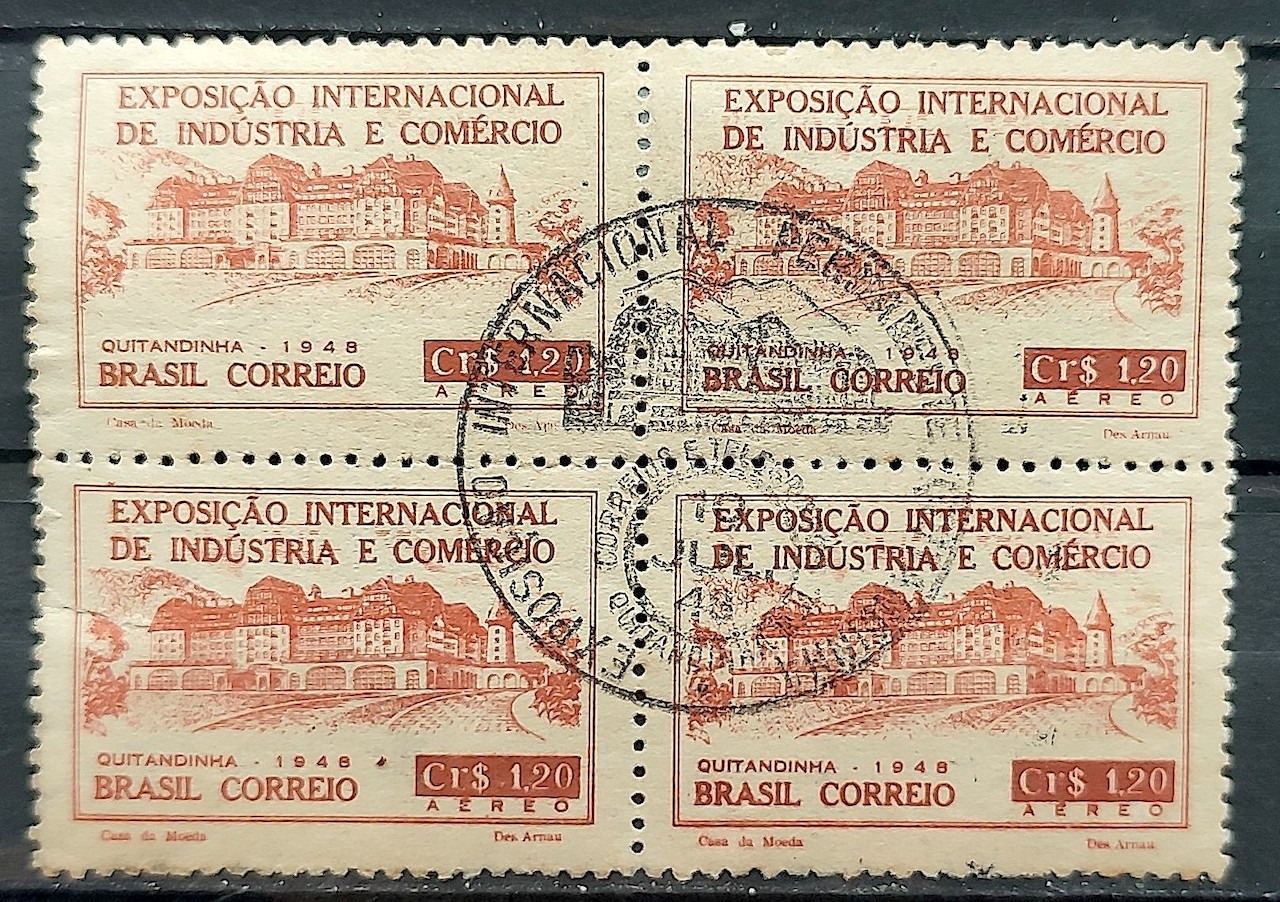 EXPOSIÇÃO INTERNACIONAL
DE INDÚSTRIA E COMÉRCIO
QUITANDINHA - 1948
BRASIL CORREIO
Cr$ 1,20
AÉREO
Casa da Moeda
EXPOSIÇÃO INTERNACIONAL
DE INDÚSTRIA E COMÉRCIO
QUITANDINHA - 1948
BRASIL CORREIO
Cr$ 1,20
AÉREO
Casa da Moeda
Des. Arnau
INTERNACIONAL
CORREIOS E
EXPOSIÇÃO INTERNACIONAL
DE INDÚSTRIA E COMÉRCIO
QUITANDINHA - 1948
BRASIL CORREIO
Cr$ 1,20
AÉREO
Casa da Moeda
Des. Arnau
EXPOSIÇÃO INTERNACIONAL
DE INDÚSTRIA E COMÉRCIO
QUITANDINHA - 1948
BRASIL CORREIO
Cr$ 1,20
AÉREO
Casa da Moeda
Des. Arnau